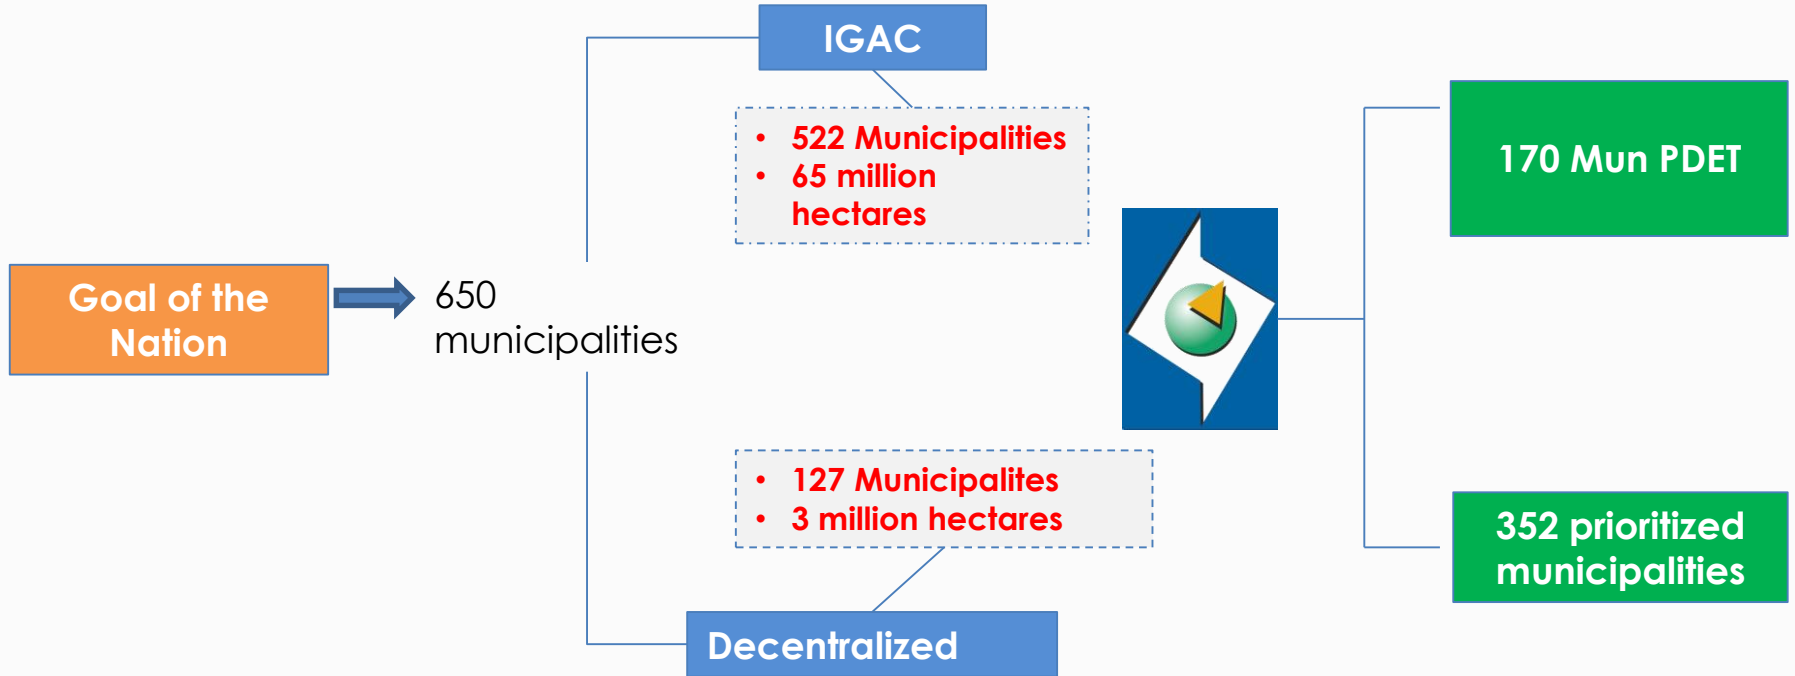 IGAC
• 522 Municipalities
• 65 million
hectares
170 Mun PDET
Goal of the
Nation
650
municipalities
• 127 Municipalites
• 3 million hectares
352 prioritized
municipalities
Decentralized